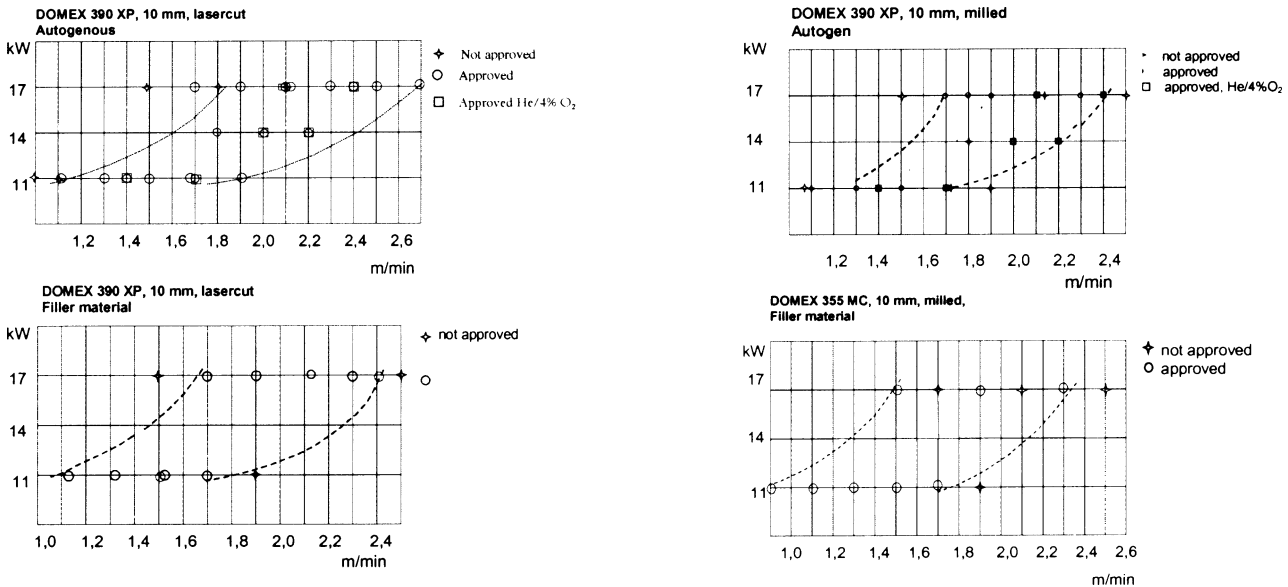 DOMEX 390 XP, 10 mm, lasercut
Autogenous
kW
17
14
11
1,2 1,4 1,6 1,8 2,0 2,2 2,4 2,6
m/min
Not approved
Approved
Approved He/4% O₂
DOMEX 390 XP, 10 mm, milled
Autogen
kW
17
14
11
1,2 1,4 1,6 1,8 2,0 2,2 2,4
m/min
not approved
approved
approved, He/4%O₂
DOMEX 390 XP, 10 mm, lasercut
Filler material
kW
17
14
11
1,0 1,2 1,4 1,6 1,8 2,0 2,2 2,4
m/min
not approved
DOMEX 355 MC, 10 mm, milled,
Filler material
kW
17
14
11
1,0 1,2 1,4 1,6 1,8 2,0 2,2 2,4 2,6
m/min
not approved
approved